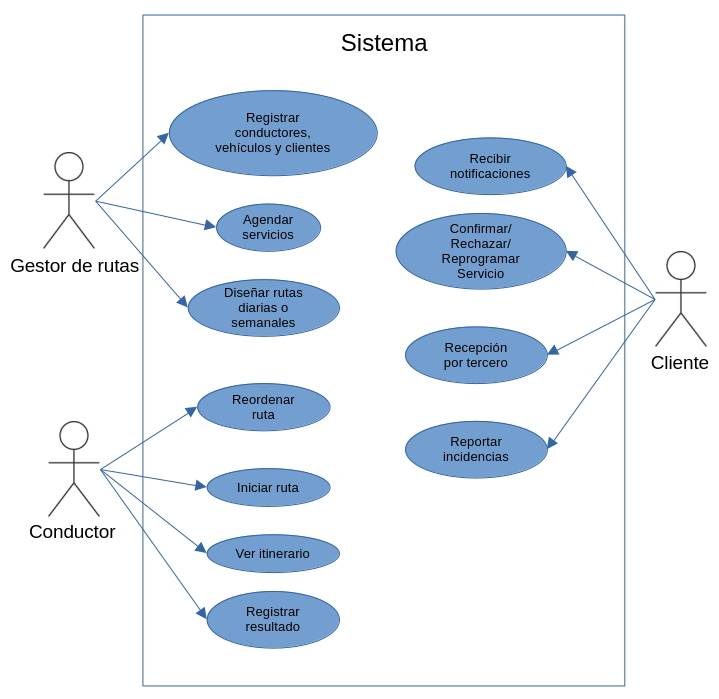 Sistema
Registrar
conductores,
vehículos y clientes
Agendar
servicios
Diseñar rutas
diarias o
semanales
Gestor de rutas
Reordenar
ruta
Iniciar ruta
Ver itinerario
Registrar
resultado
Conductor
Recibir
notificaciones
Confirmar/
Rechazar/
Reprogramar
Servicio
Recepción
por tercero
Reportar
incidencias
Cliente